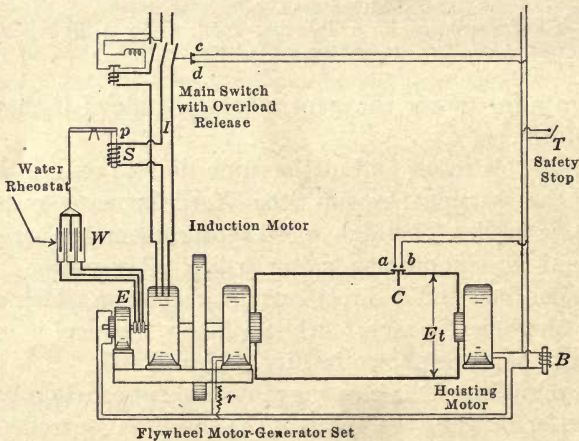 c
d
Main Switch
with Overload
Release
p
I
S
T
Safety
Stop
Water
Rheostat
W
Induction Motor
a b
C
E
Et
B
r
Hoisting
Motor
Flywheel Motor-Generator Set